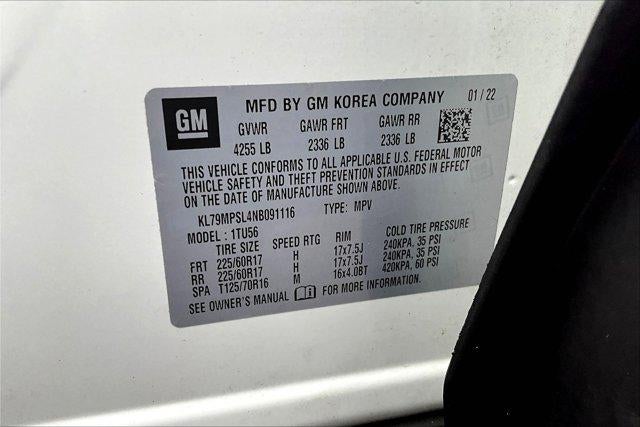 GM
MFD BY GM KOREA COMPANY 01 / 22
GVWR GAWR FRT GAWR RR
4255 LB 2336 LB 2336 LB
THIS VEHICLE CONFORMS TO ALL APPLICABLE U.S. FEDERAL MOTOR
VEHICLE SAFETY AND THEFT PREVENTION STANDARDS IN EFFECT
ON THE DATE OF MANUFACTURE SHOWN ABOVE.
KL79MPSL4NB091116 TYPE: MPV
MODEL: 1TU56
TIRE SIZE SPEED RTG RIM COLD TIRE PRESSURE
FRT 225/60R17 H 17x7.5J 240KPA, 35 PSI
RR 225/60R17 H 17x7.5J 240KPA, 35 PSI
SPA T125/70R16 M 16x4.0BT 420KPA, 60 PSI
SEE OWNER'S MANUAL FOR MORE INFORMATION.